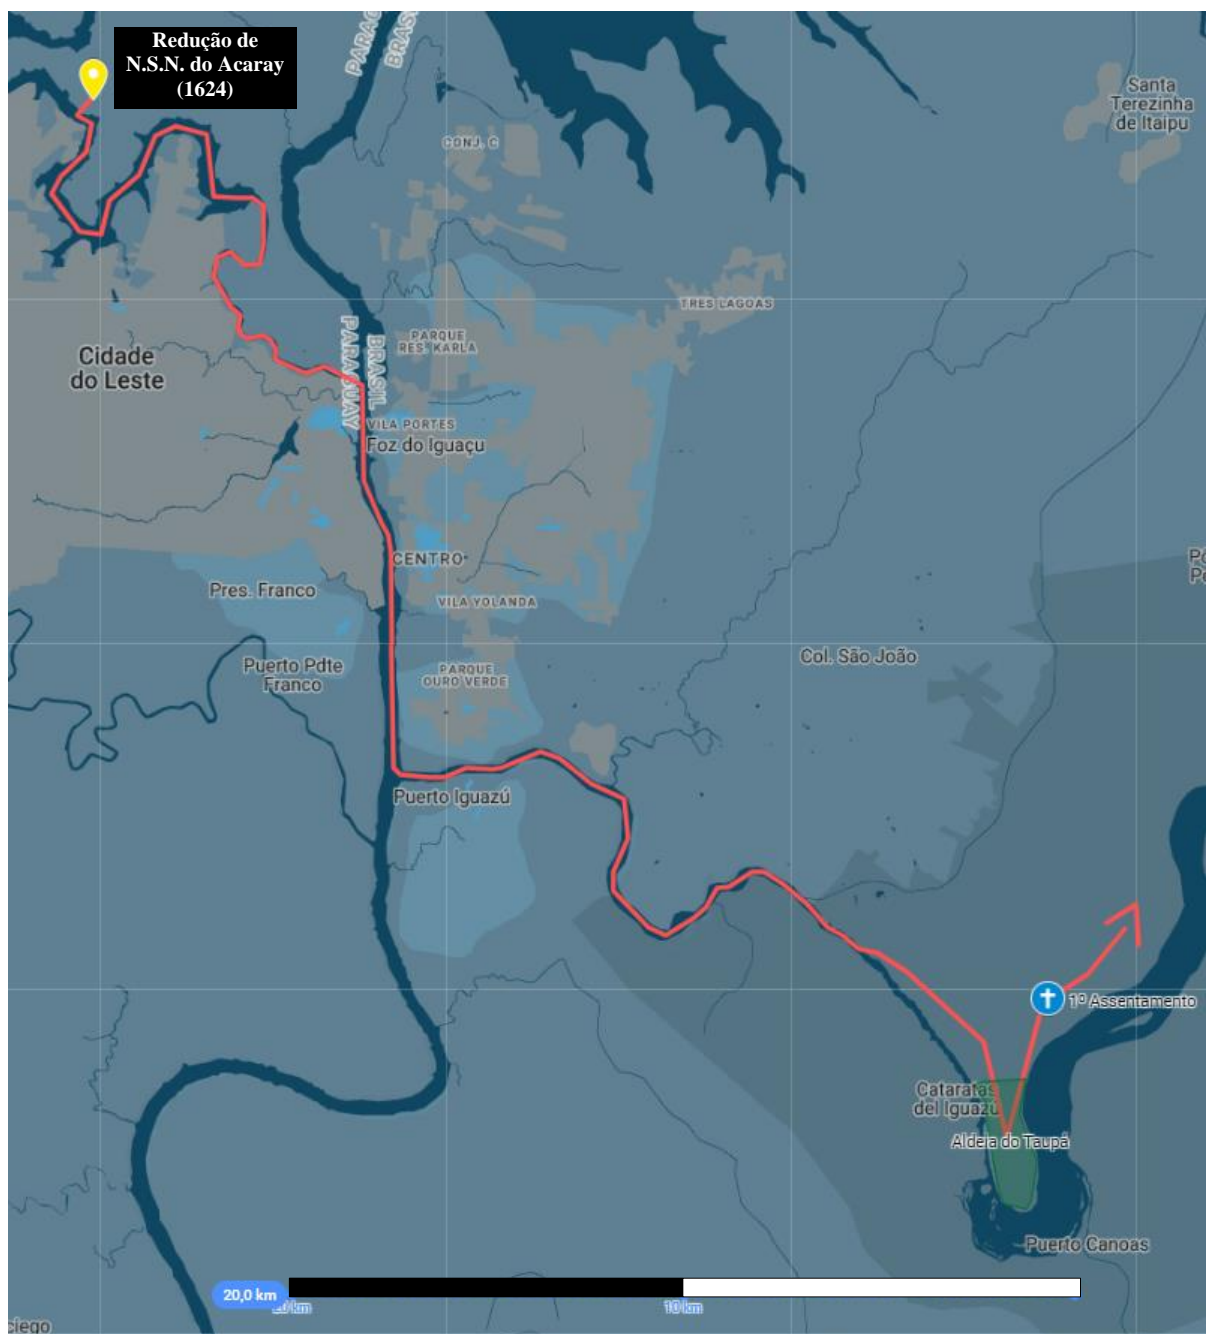 Redução de
N.S.N. do Acaray
(1624)
BRASIL
Santa
Terezinha
de Itaipu
CONJ. C
TRES LAGOAS
PARAGUAY
BRASIL
PARQUE
RES. KARLA
Cidade
do Leste
VILA PORTES
Foz do Iguaçu
CENTRO
Pres. Franco
VILA YOLANDA
Puerto Pdte
Franco
PARQUE
OURO VERDE
Col. São João
Puerto Iguazú
1º Assentamento
Cataratas
del Iguazú
Aldeia do Taupá
Puerto Canoas
20,0 km
10 km